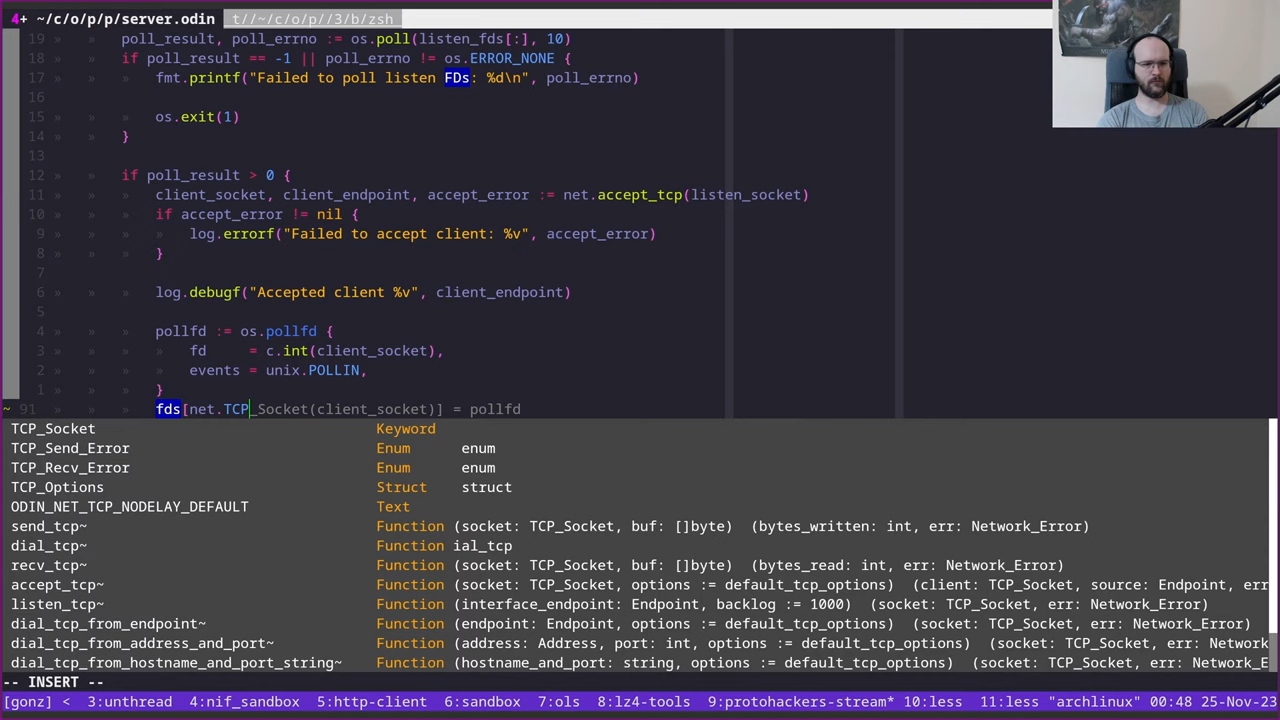 4+ ~/c/o/p/p/server.odin  t//~/c/o/p//3/b/zsh
19 » » poll_result, poll_errno := os.poll(listen_fds[:], 10)
18 » » if poll_result == -1 || poll_errno != os.ERROR_NONE {
17 » » » fmt.printf("Failed to poll listen FDs: %d\n", poll_errno)
16
15 » » » os.exit(1)
14 » » }
13
12 » » if poll_result > 0 {
11 » » » client_socket, client_endpoint, accept_error := net.accept_tcp(listen_socket)
10 » » » if accept_error != nil {
9 » » » » log.errorf("Failed to accept client: %v", accept_error)
8 » » » }
7
6 » » » log.debugf("Accepted client %v", client_endpoint)
5
4 » » » pollfd := os.pollfd {
3 » » » » fd     = c.int(client_socket),
2 » » » » events = unix.POLLIN,
1 » » » }
~ 91 » » » fds[net.TCP_Socket(client_socket)] = pollfd
TCP_Socket Keyword
TCP_Send_Error Enum enum
TCP_Recv_Error Enum enum
TCP_Options Struct struct
ODIN_NET_TCP_NODELAY_DEFAULT Text
send_tcp~ Function (socket: TCP_Socket, buf: []byte)  (bytes_written: int, err: Network_Error)
dial_tcp~ Function ial_tcp
recv_tcp~ Function (socket: TCP_Socket, buf: []byte)  (bytes_read: int, err: Network_Error)
accept_tcp~ Function (socket: TCP_Socket, options := default_tcp_options)  (client: TCP_Socket, source: Endpoint, err
listen_tcp~ Function (interface_endpoint: Endpoint, backlog := 1000)  (socket: TCP_Socket, err: Network_Error)
dial_tcp_from_endpoint~ Function (endpoint: Endpoint, options := default_tcp_options)  (socket: TCP_Socket, err: Network_Error)
dial_tcp_from_address_and_port~ Function (address: Address, port: int, options := default_tcp_options)  (socket: TCP_Socket, err: Network
dial_tcp_from_hostname_and_port_string~ Function (hostname_and_port: string, options := default_tcp_options)  (socket: TCP_Socket, err: Network_E
-- INSERT --
[gonz] <  3:unthread  4:nif_sandbox  5:http-client  6:sandbox  7:ols  8:lz4-tools  9:protohackers-stream* 10:less  11:less "archlinux" 00:48 25-Nov-23